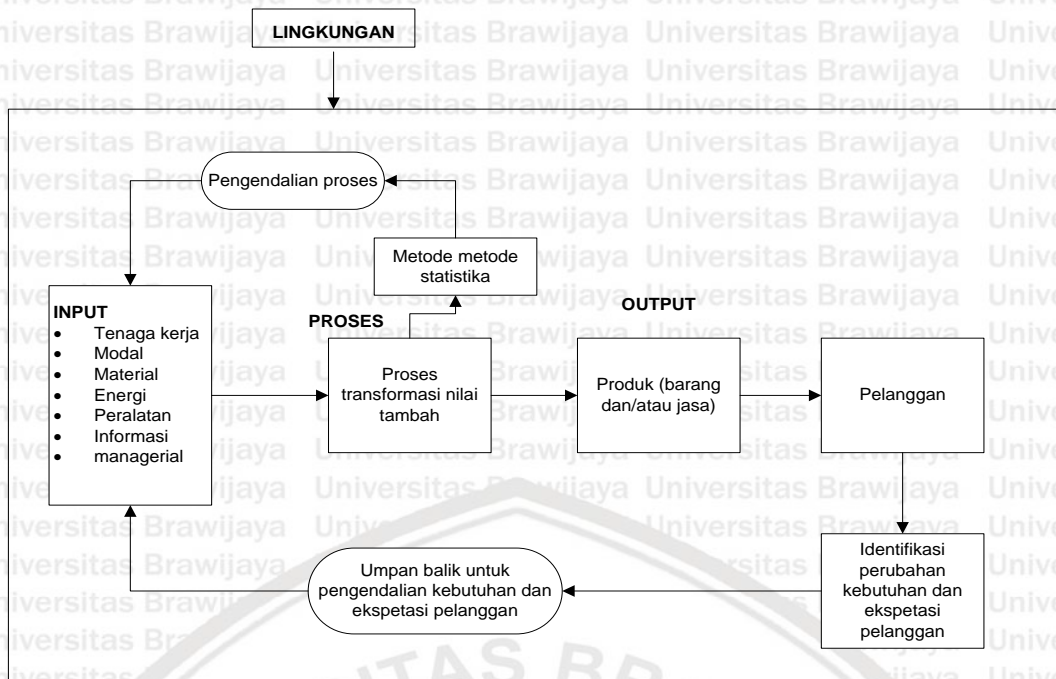 LINGKUNGAN
Pengendalian proses
Metode metode
statistika
INPUT
• Tenaga kerja
• Modal
• Material
• Energi
• Peralatan
• Informasi
• managerial
PROSES
Proses
transformasi nilai
tambah
OUTPUT
Produk (barang
dan/atau jasa)
Pelanggan
Identifikasi
perubahan
kebutuhan dan
ekspetasi
pelanggan
Umpan balik untuk
pengendalian kebutuhan dan
ekspetasi pelanggan
Universitas Brawijaya